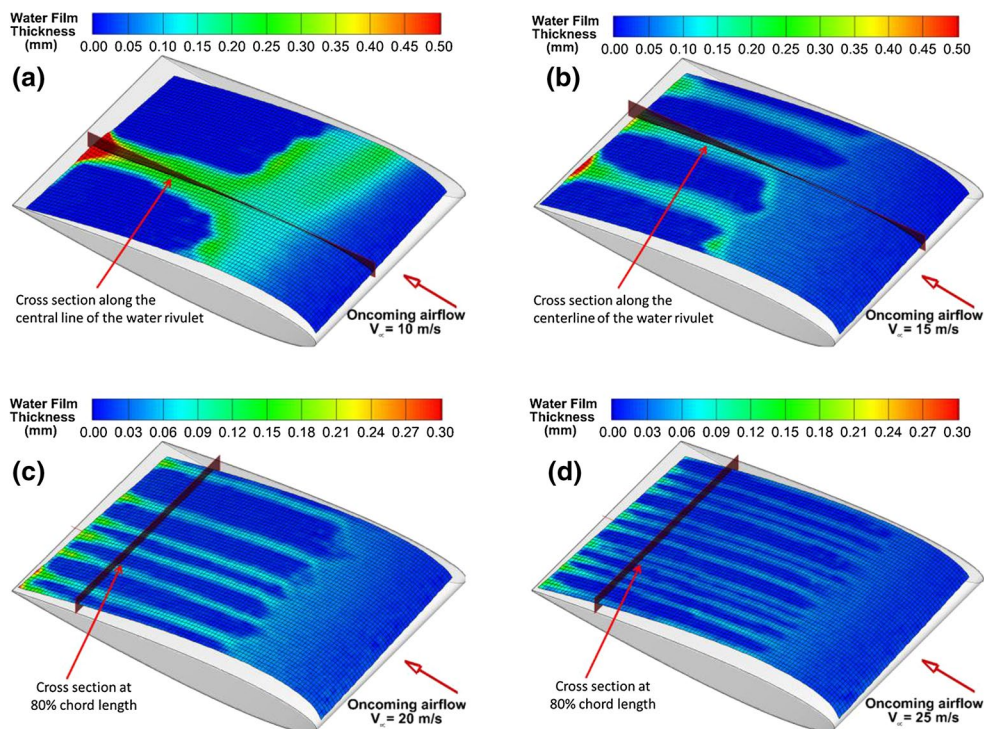 Water Film
Thickness
(mm)
0.00 0.05 0.10 0.15 0.20 0.25 0.30 0.35 0.40 0.45 0.50
(a)
Cross section along the
central line of the water rivulet
Oncoming airflow
V∞ = 10 m/s
Water Film
Thickness
(mm)
0.00 0.05 0.10 0.15 0.20 0.25 0.30 0.35 0.40 0.45 0.50
(b)
Cross section along the
centerline of the water rivulet
Oncoming airflow
V∞ = 15 m/s
Water Film
Thickness
(mm)
0.00 0.03 0.06 0.09 0.12 0.15 0.18 0.21 0.24 0.27 0.30
(c)
Cross section at
80% chord length
Oncoming airflow
V∞ = 20 m/s
Water Film
Thickness
(mm)
0.00 0.03 0.06 0.09 0.12 0.15 0.18 0.21 0.24 0.27 0.30
(d)
Cross section at
80% chord length
Oncoming airflow
V∞ = 25 m/s